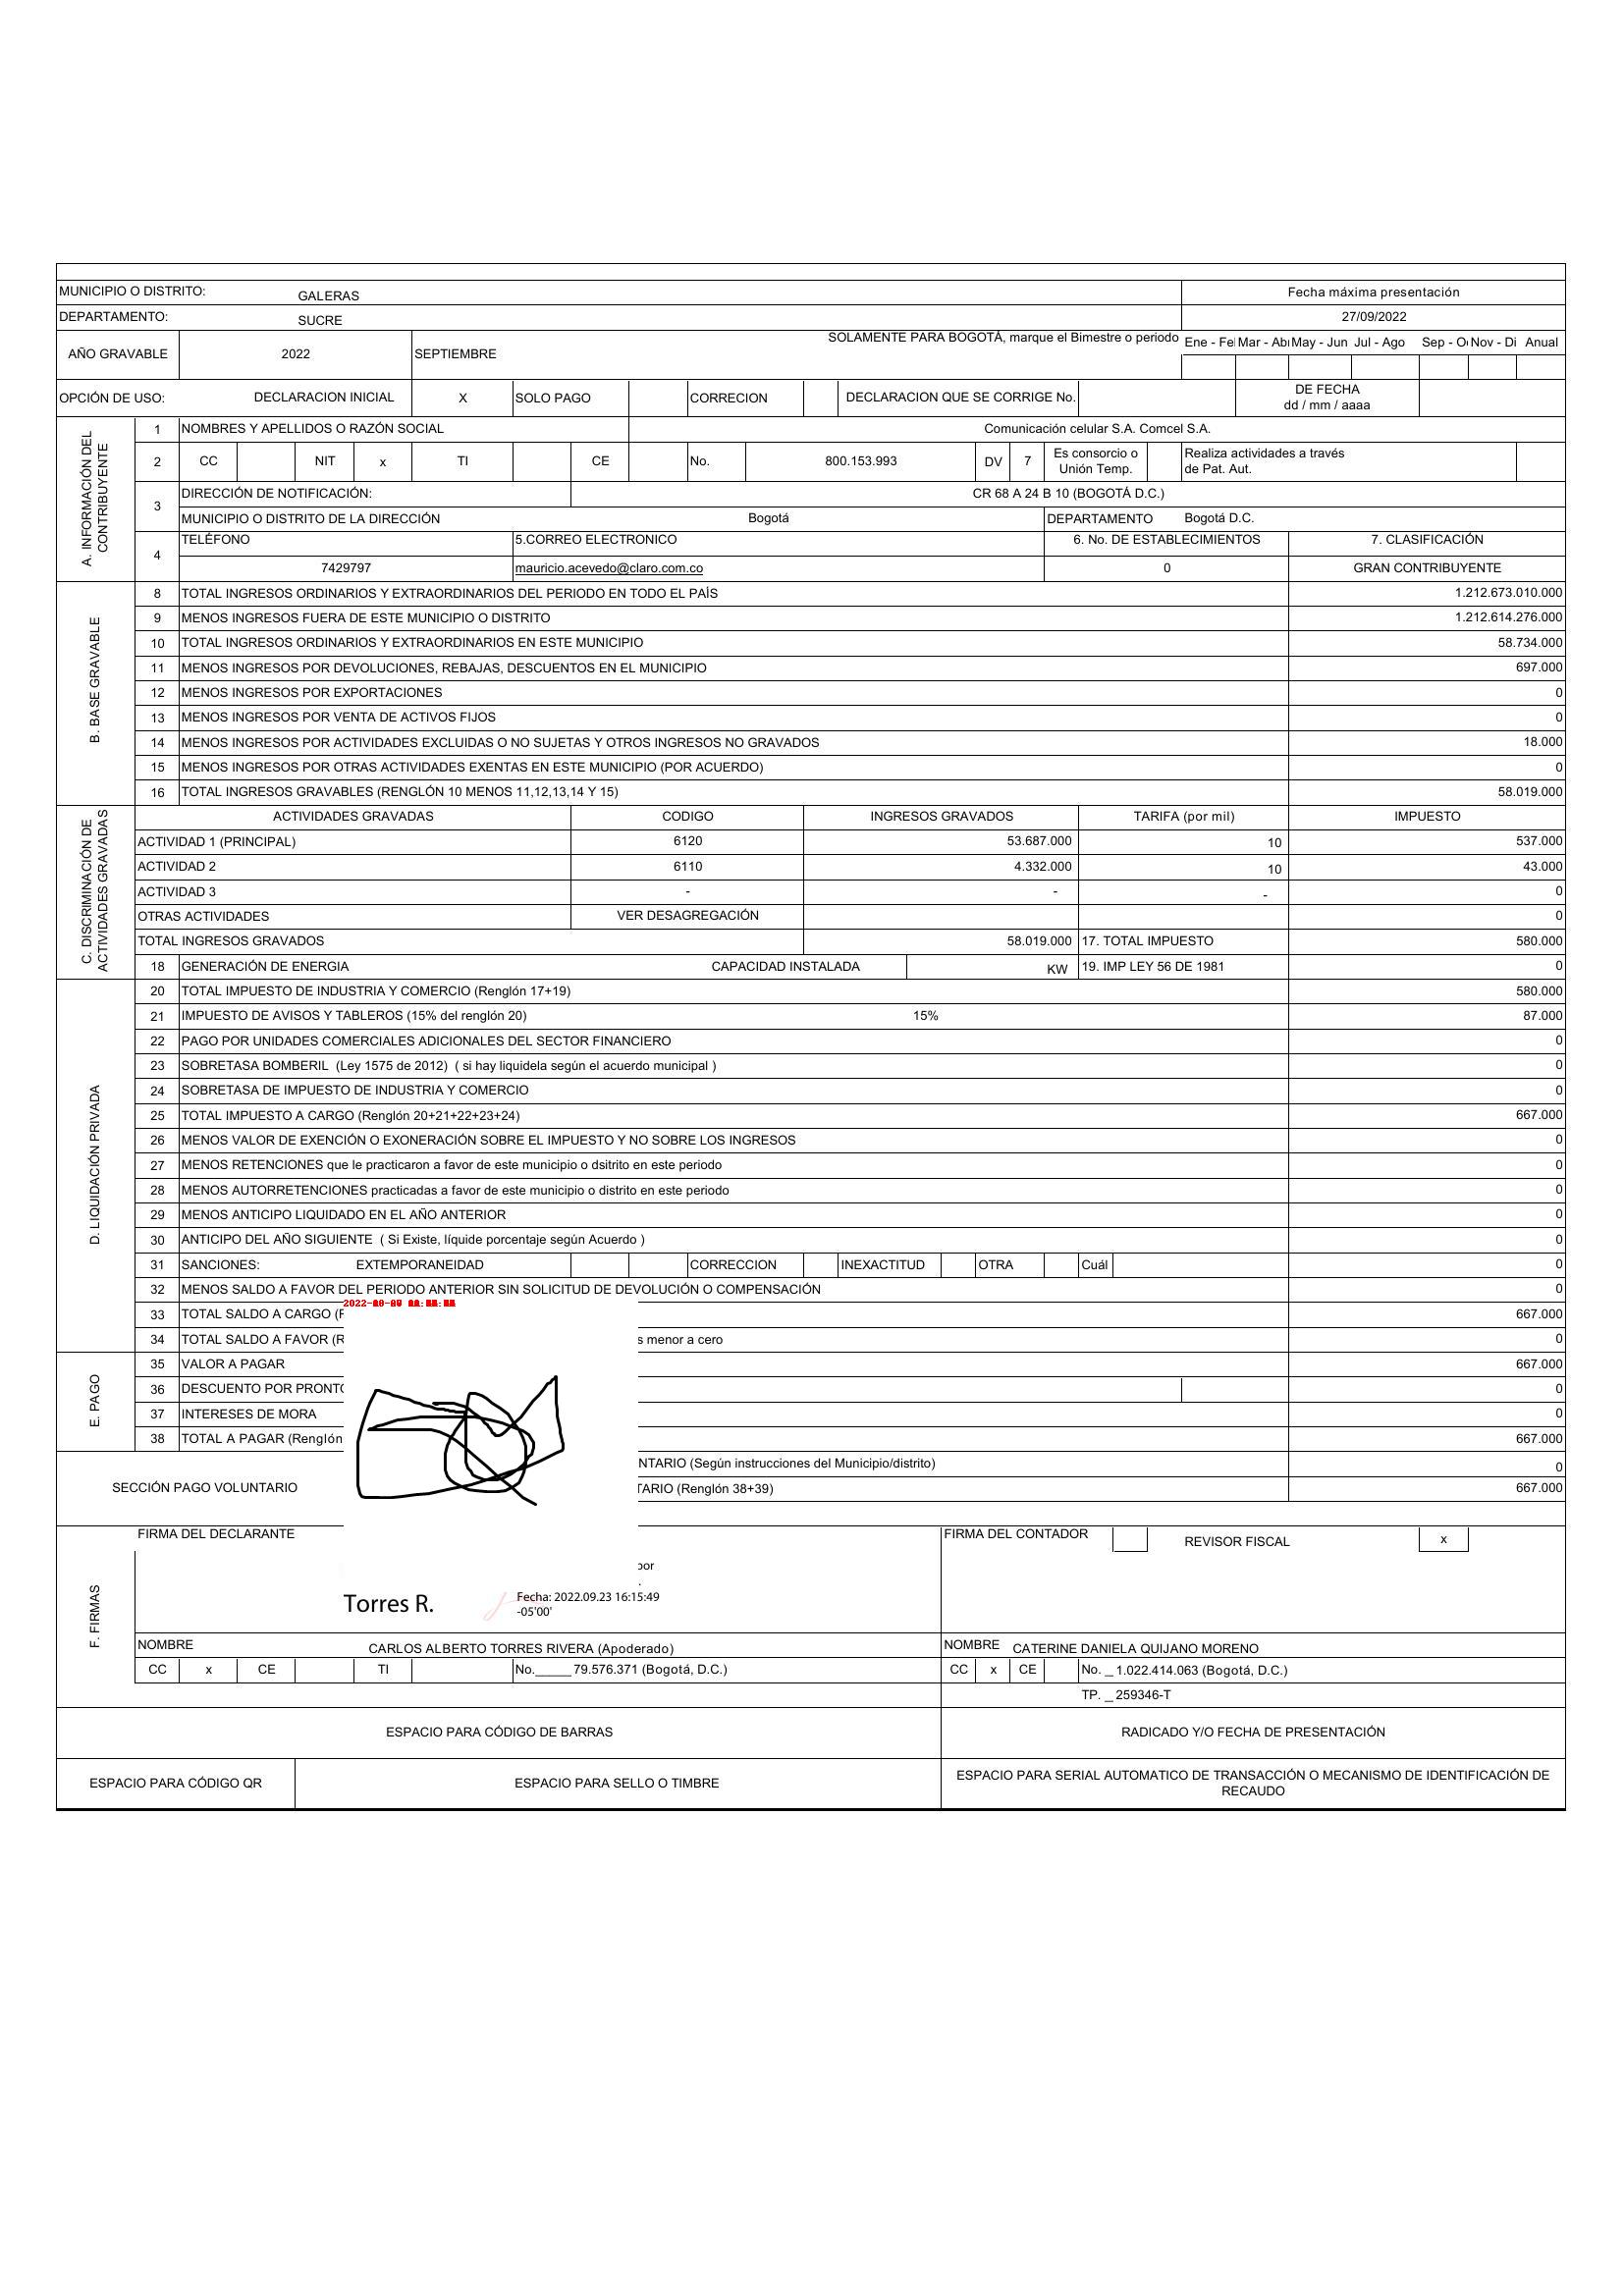 MUNICIPIO O DISTRITO: GALERAS Fecha máxima presentación
DEPARTAMENTO: SUCRE 27/09/2022
AÑO GRAVABLE 2022 SEPTIEMBRE SOLAMENTE PARA BOGOTÁ, marque el Bimestre o periodo Ene - Fe Mar - Ab May - Jun Jul - Ago Sep - O Nov - Di Anual
OPCIÓN DE USO: DECLARACION INICIAL X SOLO PAGO CORRECION DECLARACION QUE SE CORRIGE No. DE FECHA
dd / mm / aaaa
A. INFORMACIÓN DEL CONTRIBUYENTE
1 NOMBRES Y APELLIDOS O RAZÓN SOCIAL Comunicación celular S.A. Comcel S.A.
2 CC NIT x TI CE No. 800.153.993 DV 7 Es consorcio o Unión Temp. Realiza actividades a través de Pat. Aut.
3 DIRECCIÓN DE NOTIFICACIÓN: CR 68 A 24 B 10 (BOGOTÁ D.C.)
MUNICIPIO O DISTRITO DE LA DIRECCIÓN Bogotá DEPARTAMENTO Bogotá D.C.
4 TELÉFONO 5.CORREO ELECTRONICO 6. No. DE ESTABLECIMIENTOS 7. CLASIFICACIÓN
7429797 mauricio.acevedo@claro.com.co 0 GRAN CONTRIBUYENTE
B. BASE GRAVABLE
8 TOTAL INGRESOS ORDINARIOS Y EXTRAORDINARIOS DEL PERIODO EN TODO EL PAÌS 1.212.673.010.000
9 MENOS INGRESOS FUERA DE ESTE MUNICIPIO O DISTRITO 1.212.614.276.000
10 TOTAL INGRESOS ORDINARIOS Y EXTRAORDINARIOS EN ESTE MUNICIPIO 58.734.000
11 MENOS INGRESOS POR DEVOLUCIONES, REBAJAS, DESCUENTOS EN EL MUNICIPIO 697.000
12 MENOS INGRESOS POR EXPORTACIONES 0
13 MENOS INGRESOS POR VENTA DE ACTIVOS FIJOS 0
14 MENOS INGRESOS POR ACTIVIDADES EXCLUIDAS O NO SUJETAS Y OTROS INGRESOS NO GRAVADOS 18.000
15 MENOS INGRESOS POR OTRAS ACTIVIDADES EXENTAS EN ESTE MUNICIPIO (POR ACUERDO) 0
16 TOTAL INGRESOS GRAVABLES (RENGLÓN 10 MENOS 11,12,13,14 Y 15) 58.019.000
C. DISCRIMINACIÓN DE ACTIVIDADES GRAVADAS
ACTIVIDADES GRAVADAS CODIGO INGRESOS GRAVADOS TARIFA (por mil) IMPUESTO
ACTIVIDAD 1 (PRINCIPAL) 6120 53.687.000 10 537.000
ACTIVIDAD 2 6110 4.332.000 10 43.000
ACTIVIDAD 3 - - - 0
OTRAS ACTIVIDADES VER DESAGREGACIÓN 0
TOTAL INGRESOS GRAVADOS 58.019.000 17. TOTAL IMPUESTO 580.000
18 GENERACIÓN DE ENERGIA CAPACIDAD INSTALADA KW 19. IMP LEY 56 DE 1981 0
D. LIQUIDACIÓN PRIVADA
20 TOTAL IMPUESTO DE INDUSTRIA Y COMERCIO (Renglón 17+19) 580.000
21 IMPUESTO DE AVISOS Y TABLEROS (15% del renglón 20) 15% 87.000
22 PAGO POR UNIDADES COMERCIALES ADICIONALES DEL SECTOR FINANCIERO 0
23 SOBRETASA BOMBERIL (Ley 1575 de 2012) ( si hay liquidela según el acuerdo municipal ) 0
24 SOBRETASA DE IMPUESTO DE INDUSTRIA Y COMERCIO 0
25 TOTAL IMPUESTO A CARGO (Renglón 20+21+22+23+24) 667.000
26 MENOS VALOR DE EXENCIÓN O EXONERACIÓN SOBRE EL IMPUESTO Y NO SOBRE LOS INGRESOS 0
27 MENOS RETENCIONES que le practicaron a favor de este municipio o dsitrito en este periodo 0
28 MENOS AUTORRETENCIONES practicadas a favor de este municipio o distrito en este periodo 0
29 MENOS ANTICIPO LIQUIDADO EN EL AÑO ANTERIOR 0
30 ANTICIPO DEL AÑO SIGUIENTE ( Si Existe, líquide porcentaje según Acuerdo ) 0
31 SANCIONES: EXTEMPORANEIDAD CORRECCION INEXACTITUD OTRA Cuál 0
32 MENOS SALDO A FAVOR DEL PERIODO ANTERIOR SIN SOLICITUD DE DEVOLUCIÓN O COMPENSACIÓN 0
33 TOTAL SALDO A CARGO ( 667.000
34 TOTAL SALDO A FAVOR (R s menor a cero 0
E. PAGO
35 VALOR A PAGAR 667.000
36 DESCUENTO POR PRONTO 0
37 INTERESES DE MORA 0
38 TOTAL A PAGAR (Renglón 667.000
SECCIÓN PAGO VOLUNTARIO
NTARIO (Según instrucciones del Municipio/distrito) 0
TARIO (Renglón 38+39) 667.000
F. FIRMAS
FIRMA DEL DECLARANTE FIRMA DEL CONTADOR REVISOR FISCAL x
por
Torres R. Fecha: 2022.09.23 16:15:49
-05'00'
NOMBRE CARLOS ALBERTO TORRES RIVERA (Apoderado) NOMBRE CATERINE DANIELA QUIJANO MORENO
CC x CE TI No._____ 79.576.371 (Bogotá, D.C.) CC x CE No. _ 1.022.414.063 (Bogotá, D.C.)
TP. _ 259346-T
ESPACIO PARA CÓDIGO DE BARRAS RADICADO Y/O FECHA DE PRESENTACIÓN
ESPACIO PARA CÓDIGO QR ESPACIO PARA SELLO O TIMBRE ESPACIO PARA SERIAL AUTOMATICO DE TRANSACCIÓN O MECANISMO DE IDENTIFICACIÓN DE
RECAUDO